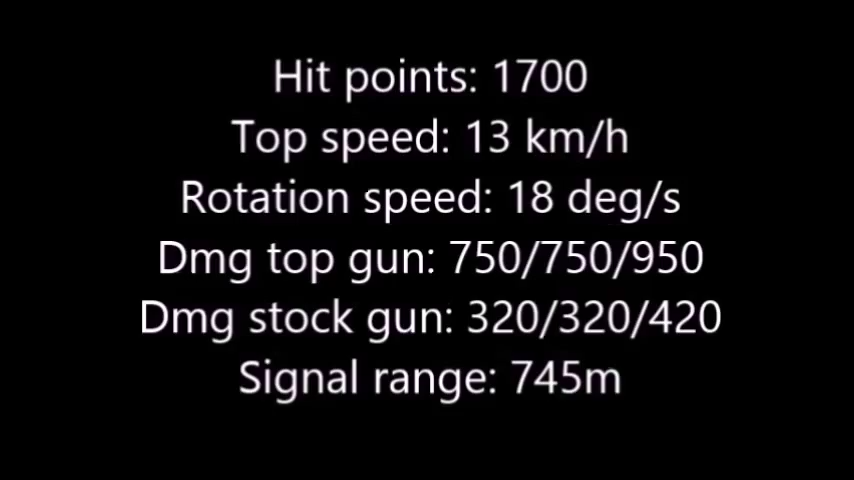 Hit points: 1700
Top speed: 13 km/h
Rotation speed: 18 deg/s
Dmg top gun: 750/750/950
Dmg stock gun: 320/320/420
Signal range: 745m